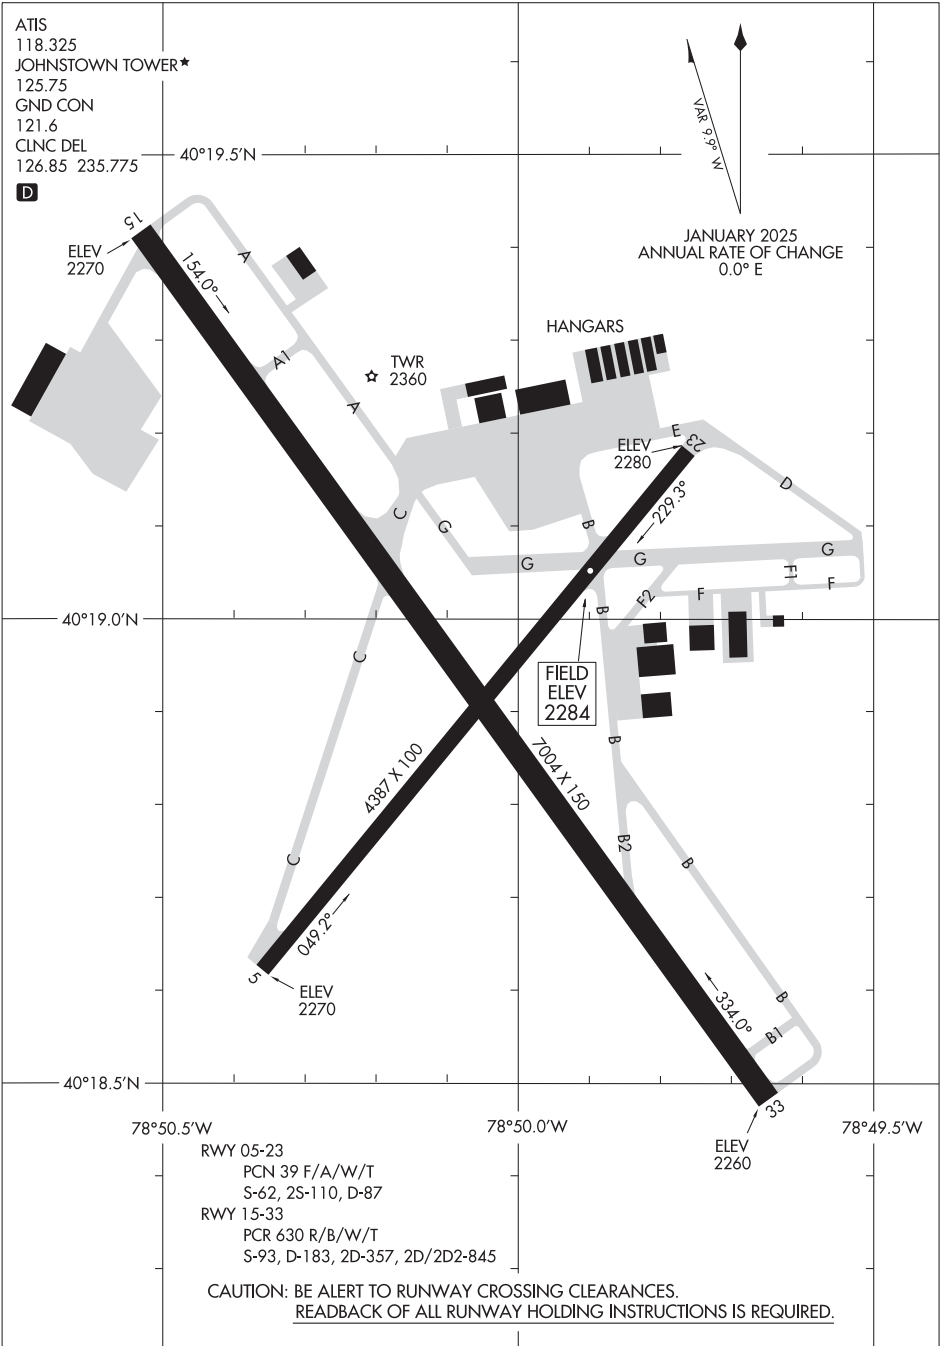 ATIS
118.325
JOHNSTOWN TOWER★
125.75
GND CON
121.6
CLNC DEL
126.85 235.775
D
40°19.5'N
VAR 9.9° W
JANUARY 2025
ANNUAL RATE OF CHANGE
0.0° E
15
ELEV
2270
154.0°
A
A1
A
TWR
2360
HANGARS
E
23
ELEV
2280
229.3°
D
C
G
B
G
G
G
F1
F
F
F2
B
40°19.0'N
C
FIELD
ELEV
2284
B
4387 X 100
7004 X 150
B2
B
C
049.2°
5
ELEV
2270
334.0°
B
B1
33
ELEV
2260
40°18.5'N
78°50.5'W
78°50.0'W
78°49.5'W
RWY 05-23
PCN 39 F/A/W/T
S-62, 2S-110, D-87
RWY 15-33
PCR 630 R/B/W/T
S-93, D-183, 2D-357, 2D/2D2-845
CAUTION: BE ALERT TO RUNWAY CROSSING CLEARANCES.
READBACK OF ALL RUNWAY HOLDING INSTRUCTIONS IS REQUIRED.